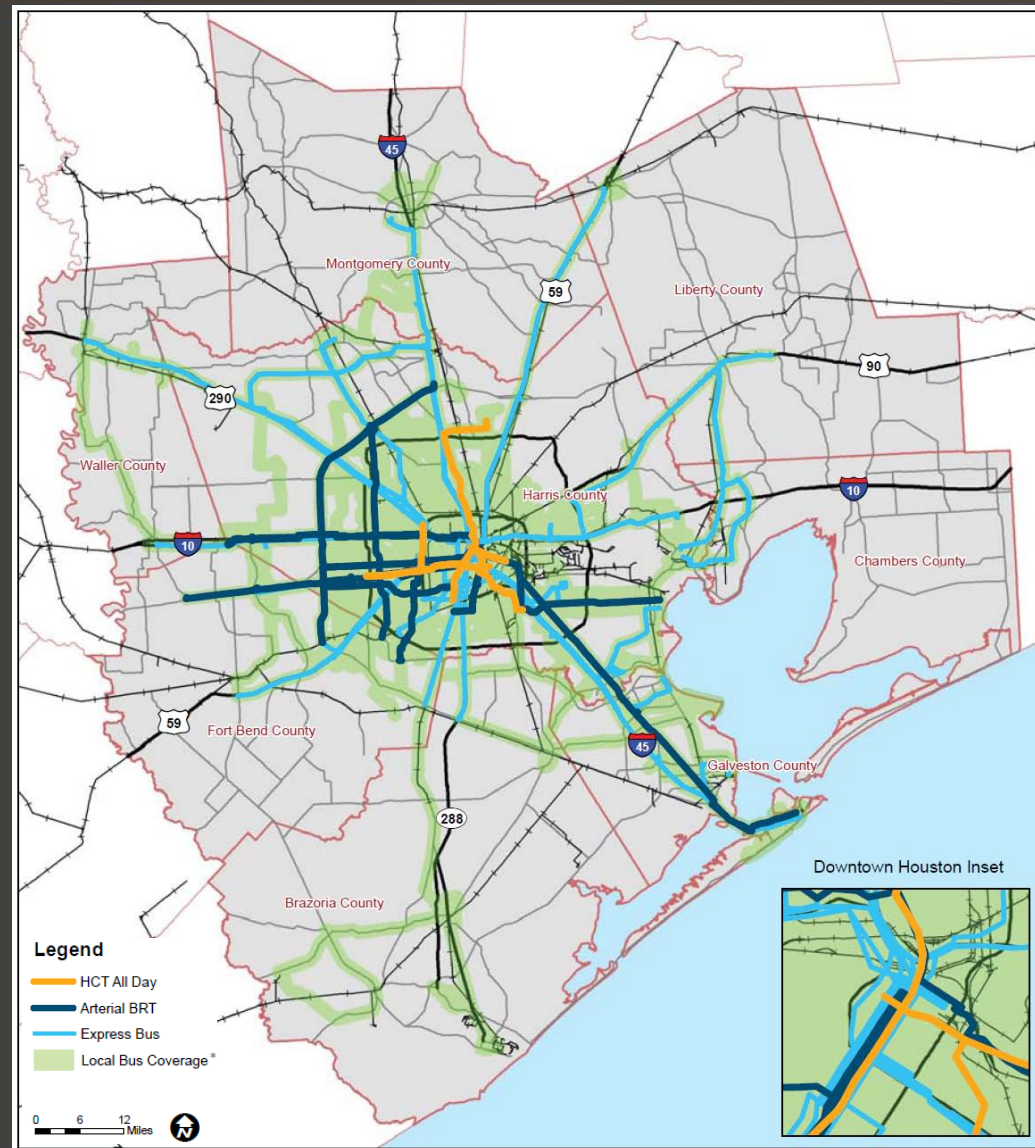 45
Montgomery County
59
Liberty County
290
90
Waller County
Harris County
10
10
Chambers County
59
Fort Bend County
45
Galveston County
288
Downtown Houston Inset
Brazoria County
Legend
HCT All Day
Arterial BRT
Express Bus
Local Bus Coverage*
0 6 12
Miles
N